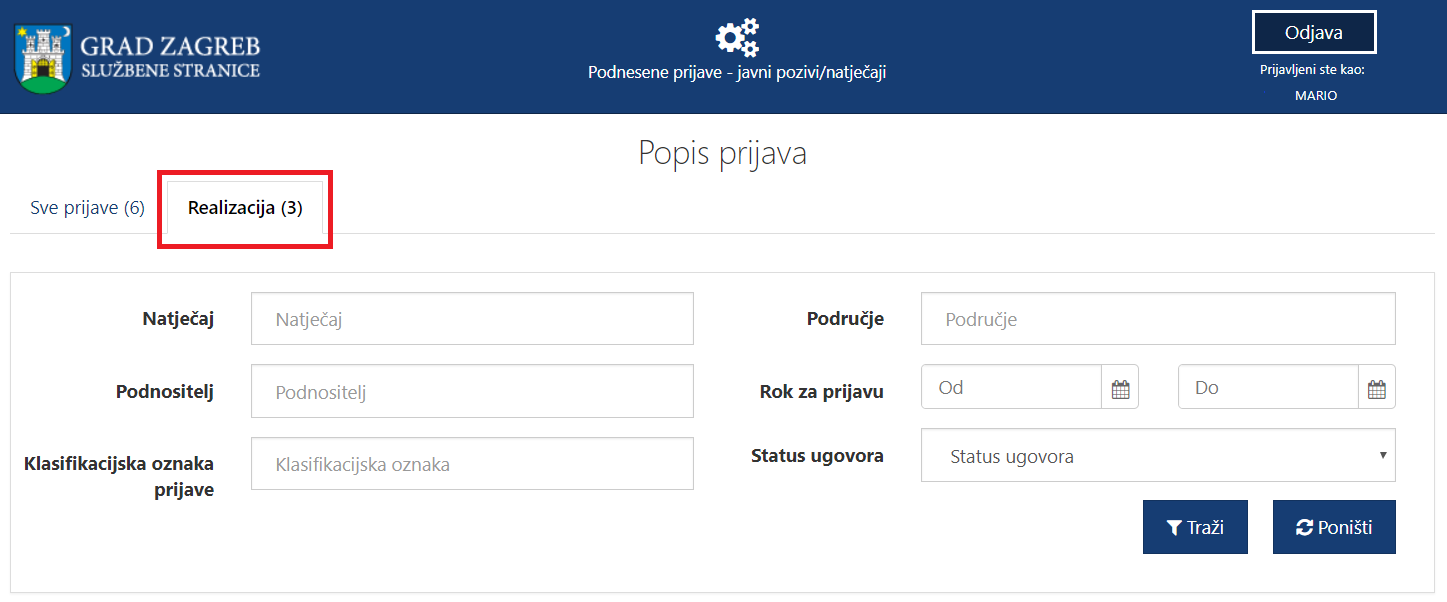 GRAD ZAGREB
SLUŽBENE STRANICE
Podnesene prijave - javni pozivi/natječaji
Odjava
Prijavljeni ste kao:
MARIO
Popis prijava
Sve prijave (6)
Realizacija (3)
Natječaj
Natječaj
Područje
Područje
Podnositelj
Podnositelj
Rok za prijavu
Od
Do
Klasifikacijska oznaka
prijave
Klasifikacijska oznaka
Status ugovora
Status ugovora
Traži
Poništi